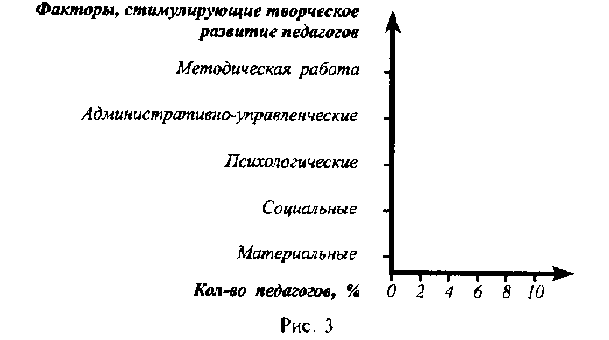 Факторы, стимулирующие творческое
развитие педагогов
Методическая работа
Административно-управленческие
Психологические
Социальные
Материальные
Кол-во педагогов, % 0 2 4 6 8 10
Рис. 3